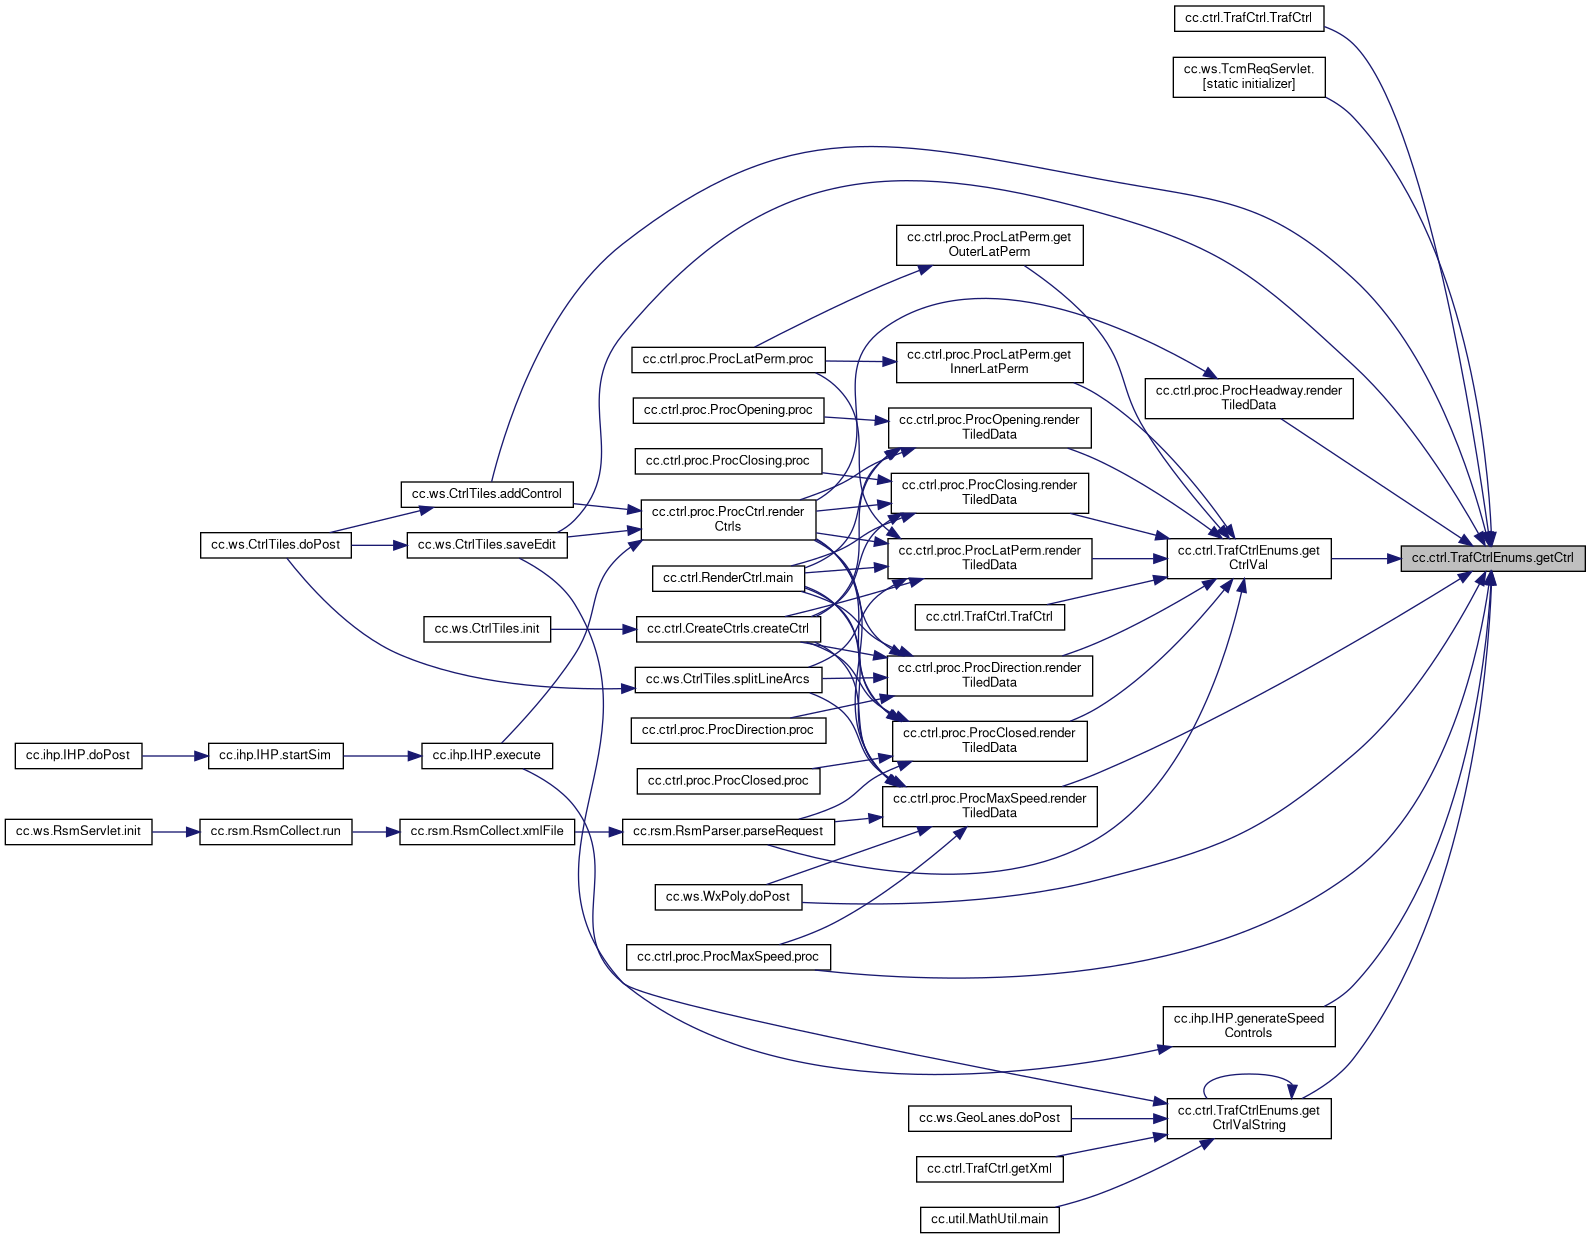 cc.ctrl.TrafCtrl.TrafCtrl
cc.ws.TcmReqServlet.
[static initializer]
cc.ctrl.proc.ProcLatPerm.get
OuterLatPerm
cc.ctrl.proc.ProcLatPerm.proc
cc.ctrl.proc.ProcLatPerm.get
InnerLatPerm
cc.ctrl.proc.ProcHeadway.render
TiledData
cc.ctrl.proc.ProcOpening.proc
cc.ctrl.proc.ProcOpening.render
TiledData
cc.ctrl.proc.ProcClosing.proc
cc.ctrl.proc.ProcClosing.render
TiledData
cc.ws.CtrlTiles.addControl
cc.ctrl.proc.ProcCtrl.render
Ctrls
cc.ws.CtrlTiles.doPost
cc.ws.CtrlTiles.saveEdit
cc.ctrl.proc.ProcLatPerm.render
TiledData
cc.ctrl.TrafCtrlEnums.get
CtrlVal
cc.ctrl.TrafCtrlEnums.getCtrl
cc.ctrl.RenderCtrl.main
cc.ctrl.TrafCtrl.TrafCtrl
cc.ws.CtrlTiles.init
cc.ctrl.CreateCtrls.createCtrl
cc.ctrl.proc.ProcDirection.render
TiledData
cc.ws.CtrlTiles.splitLineArcs
cc.ctrl.proc.ProcDirection.proc
cc.ctrl.proc.ProcClosed.render
TiledData
cc.ihp.IHP.doPost
cc.ihp.IHP.startSim
cc.ihp.IHP.execute
cc.ctrl.proc.ProcClosed.proc
cc.ctrl.proc.ProcMaxSpeed.render
TiledData
cc.ws.RsmServlet.init
cc.rsm.RsmCollect.run
cc.rsm.RsmCollect.xmlFile
cc.rsm.RsmParser.parseRequest
cc.ws.WxPoly.doPost
cc.ctrl.proc.ProcMaxSpeed.proc
cc.ihp.IHP.generateSpeed
Controls
cc.ws.GeoLanes.doPost
cc.ctrl.TrafCtrlEnums.get
CtrlValString
cc.ctrl.TrafCtrl.getXml
cc.util.MathUtil.main